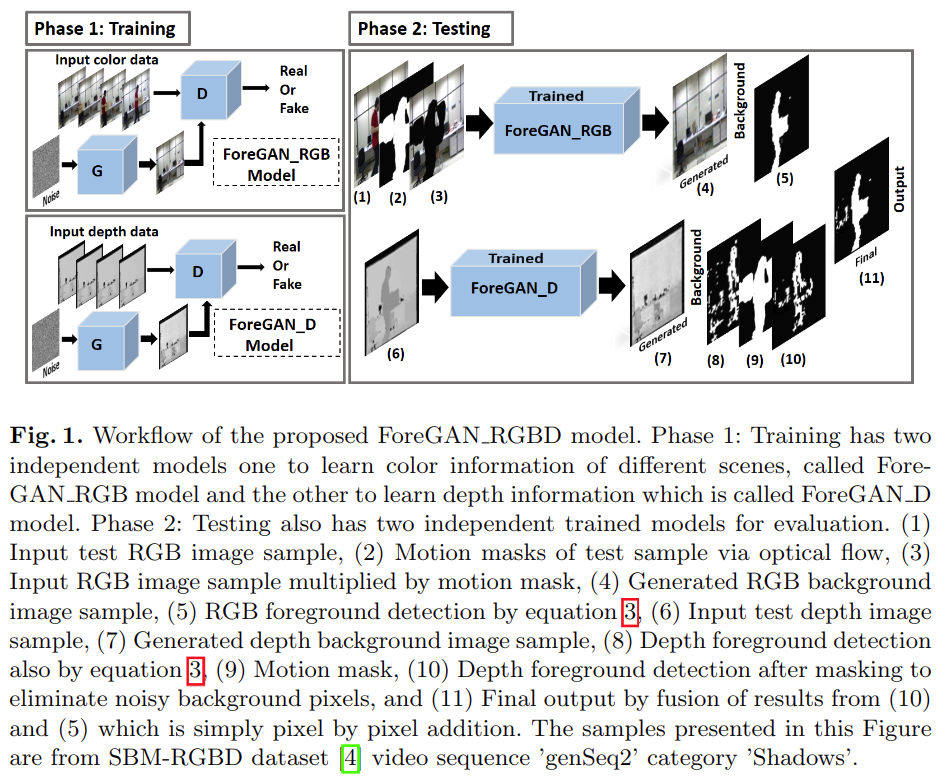 Phase 1: Training
Phase 2: Testing
Input color data
D
Real
Or
Fake
G
Noise
ForeGAN_RGB
Model
Input depth data
D
Real
Or
Fake
G
Noise
ForeGAN_D
Model
(1)
(2)
(3)
Trained
ForeGAN_RGB
Generated
Background
(4)
(5)
(6)
Trained
ForeGAN_D
Generated
Background
(7)
(8)
(9)
(10)
Final
Output
(11)
Fig. 1. Workflow of the proposed ForeGAN_RGBD model. Phase 1: Training has two
independent models one to learn color information of different scenes, called Fore-
GAN_RGB model and the other to learn depth information which is called ForeGAN_D
model. Phase 2: Testing also has two independent trained models for evaluation. (1)
Input test RGB image sample, (2) Motion masks of test sample via optical flow, (3)
Input RGB image sample multiplied by motion mask, (4) Generated RGB background
image sample, (5) RGB foreground detection by equation 3, (6) Input test depth image
sample, (7) Generated depth background image sample, (8) Depth foreground detection
also by equation 3, (9) Motion mask, (10) Depth foreground detection after masking to
eliminate noisy background pixels, and (11) Final output by fusion of results from (10)
and (5) which is simply pixel by pixel addition. The samples presented in this Figure
are from SBM-RGBD dataset [4] video sequence 'genSeq2' category 'Shadows'.